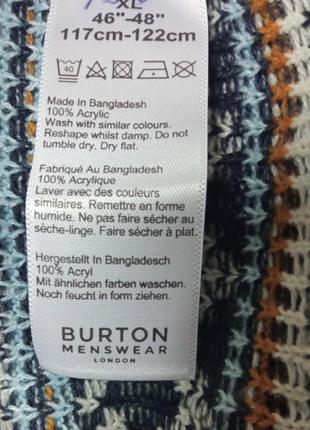 XL
46"-48"
117cm-122cm
40
Made In Bangladesh
100% Acrylic
Wash with similar colours.
Reshape whilst damp. Do not
tumble dry. Dry flat.
Fabriqué Au Bangladesh
100% Acrylique
Laver avec des couleurs
similaires. Remettre en forme
humide. Ne pas faire sécher au
sèche-linge. Faire sécher à plat.
Hergestellt In Bangladesch
100% Acryl
Mit ähnlichen farben waschen.
Noch feucht in form ziehen.
BURTON
MENSWEAR
LONDON